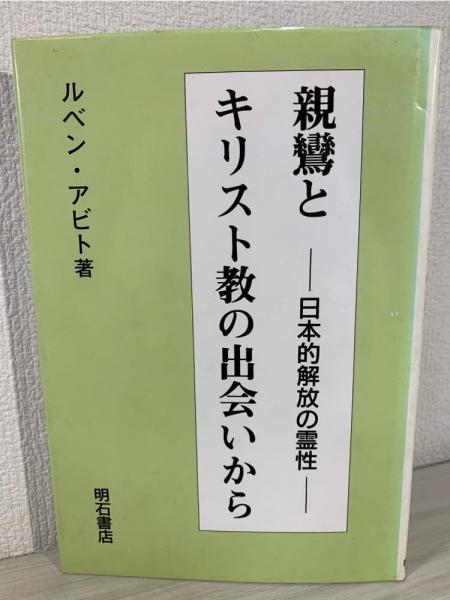 親鸞と
キリスト教の出会いから
──日本的解放の霊性──
ルベン・アビト著
明石書店